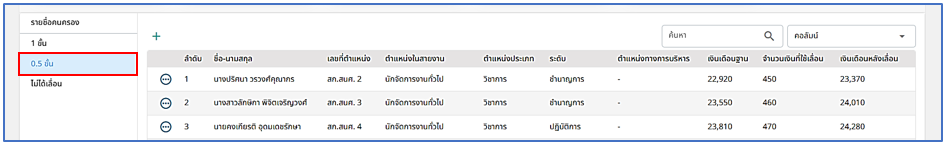 รายชื่อคนครอง
1 ขั้น
0.5 ขั้น
ไม่ได้เลื่อน
ค้นหา
คอลัมน์
ลำดับ ชื่อ-นามสกุล เลขที่ตำแหน่ง ตำแหน่งในสายงาน ตำแหน่งประเภท ระดับ ตำแหน่งทางการบริหาร เงินเดือนฐาน จำนวนเงินที่ใช้เลื่อน เงินเดือนหลังเลื่อน
1 นางปริศนา วรวงศ์คุณากร สก.สนศ. 2 นักจัดการงานทั่วไป วิชาการ ชำนาญการ - 22,920 450 23,370
2 นางสาวลักษิกา พิจิตเจริญวงศ์ สก.สนศ. 3 นักจัดการงานทั่วไป วิชาการ ชำนาญการ - 23,550 460 24,010
3 นายคงเกียรติ อุดมเดชรักษา สก.สนศ. 4 นักจัดการงานทั่วไป วิชาการ ปฏิบัติการ - 23,810 470 24,280